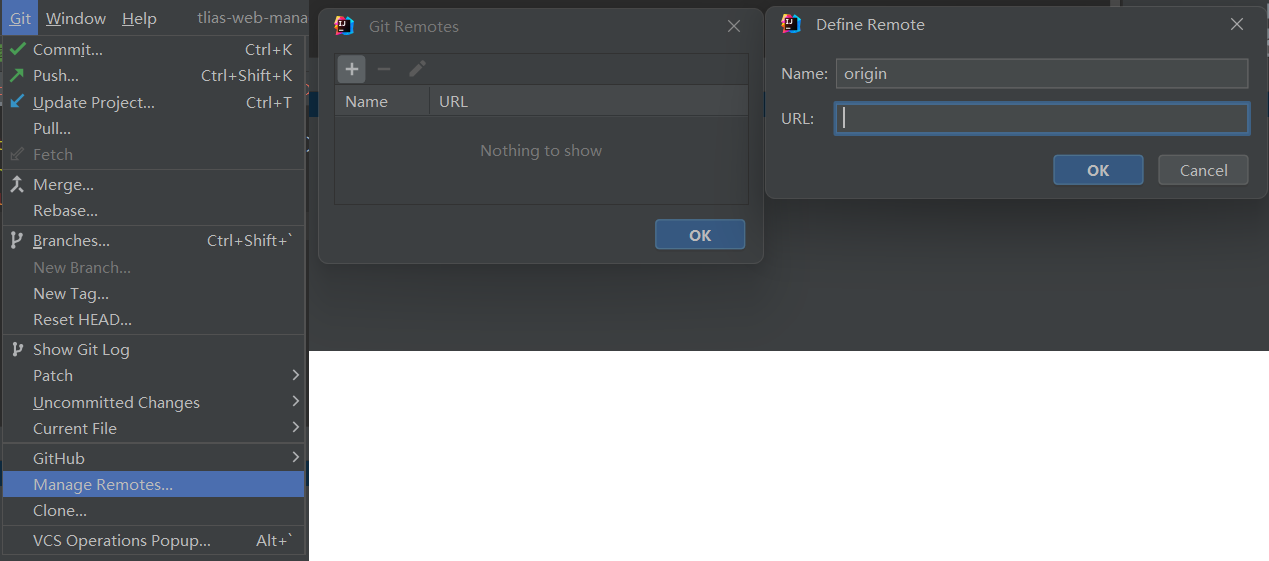 Git Window Help tlias-web-mana
Commit... Ctrl+K
Push... Ctrl+Shift+K
Update Project... Ctrl+T
Pull...
Fetch
Merge...
Rebase...
Branches... Ctrl+Shift+`
New Branch...
New Tag...
Reset HEAD...
Show Git Log
Patch
Uncommitted Changes
Current File
GitHub
Manage Remotes...
Clone...
VCS Operations Popup... Alt+`
Git Remotes
Name URL
Nothing to show
OK
Define Remote
Name: origin
URL:
OK Cancel